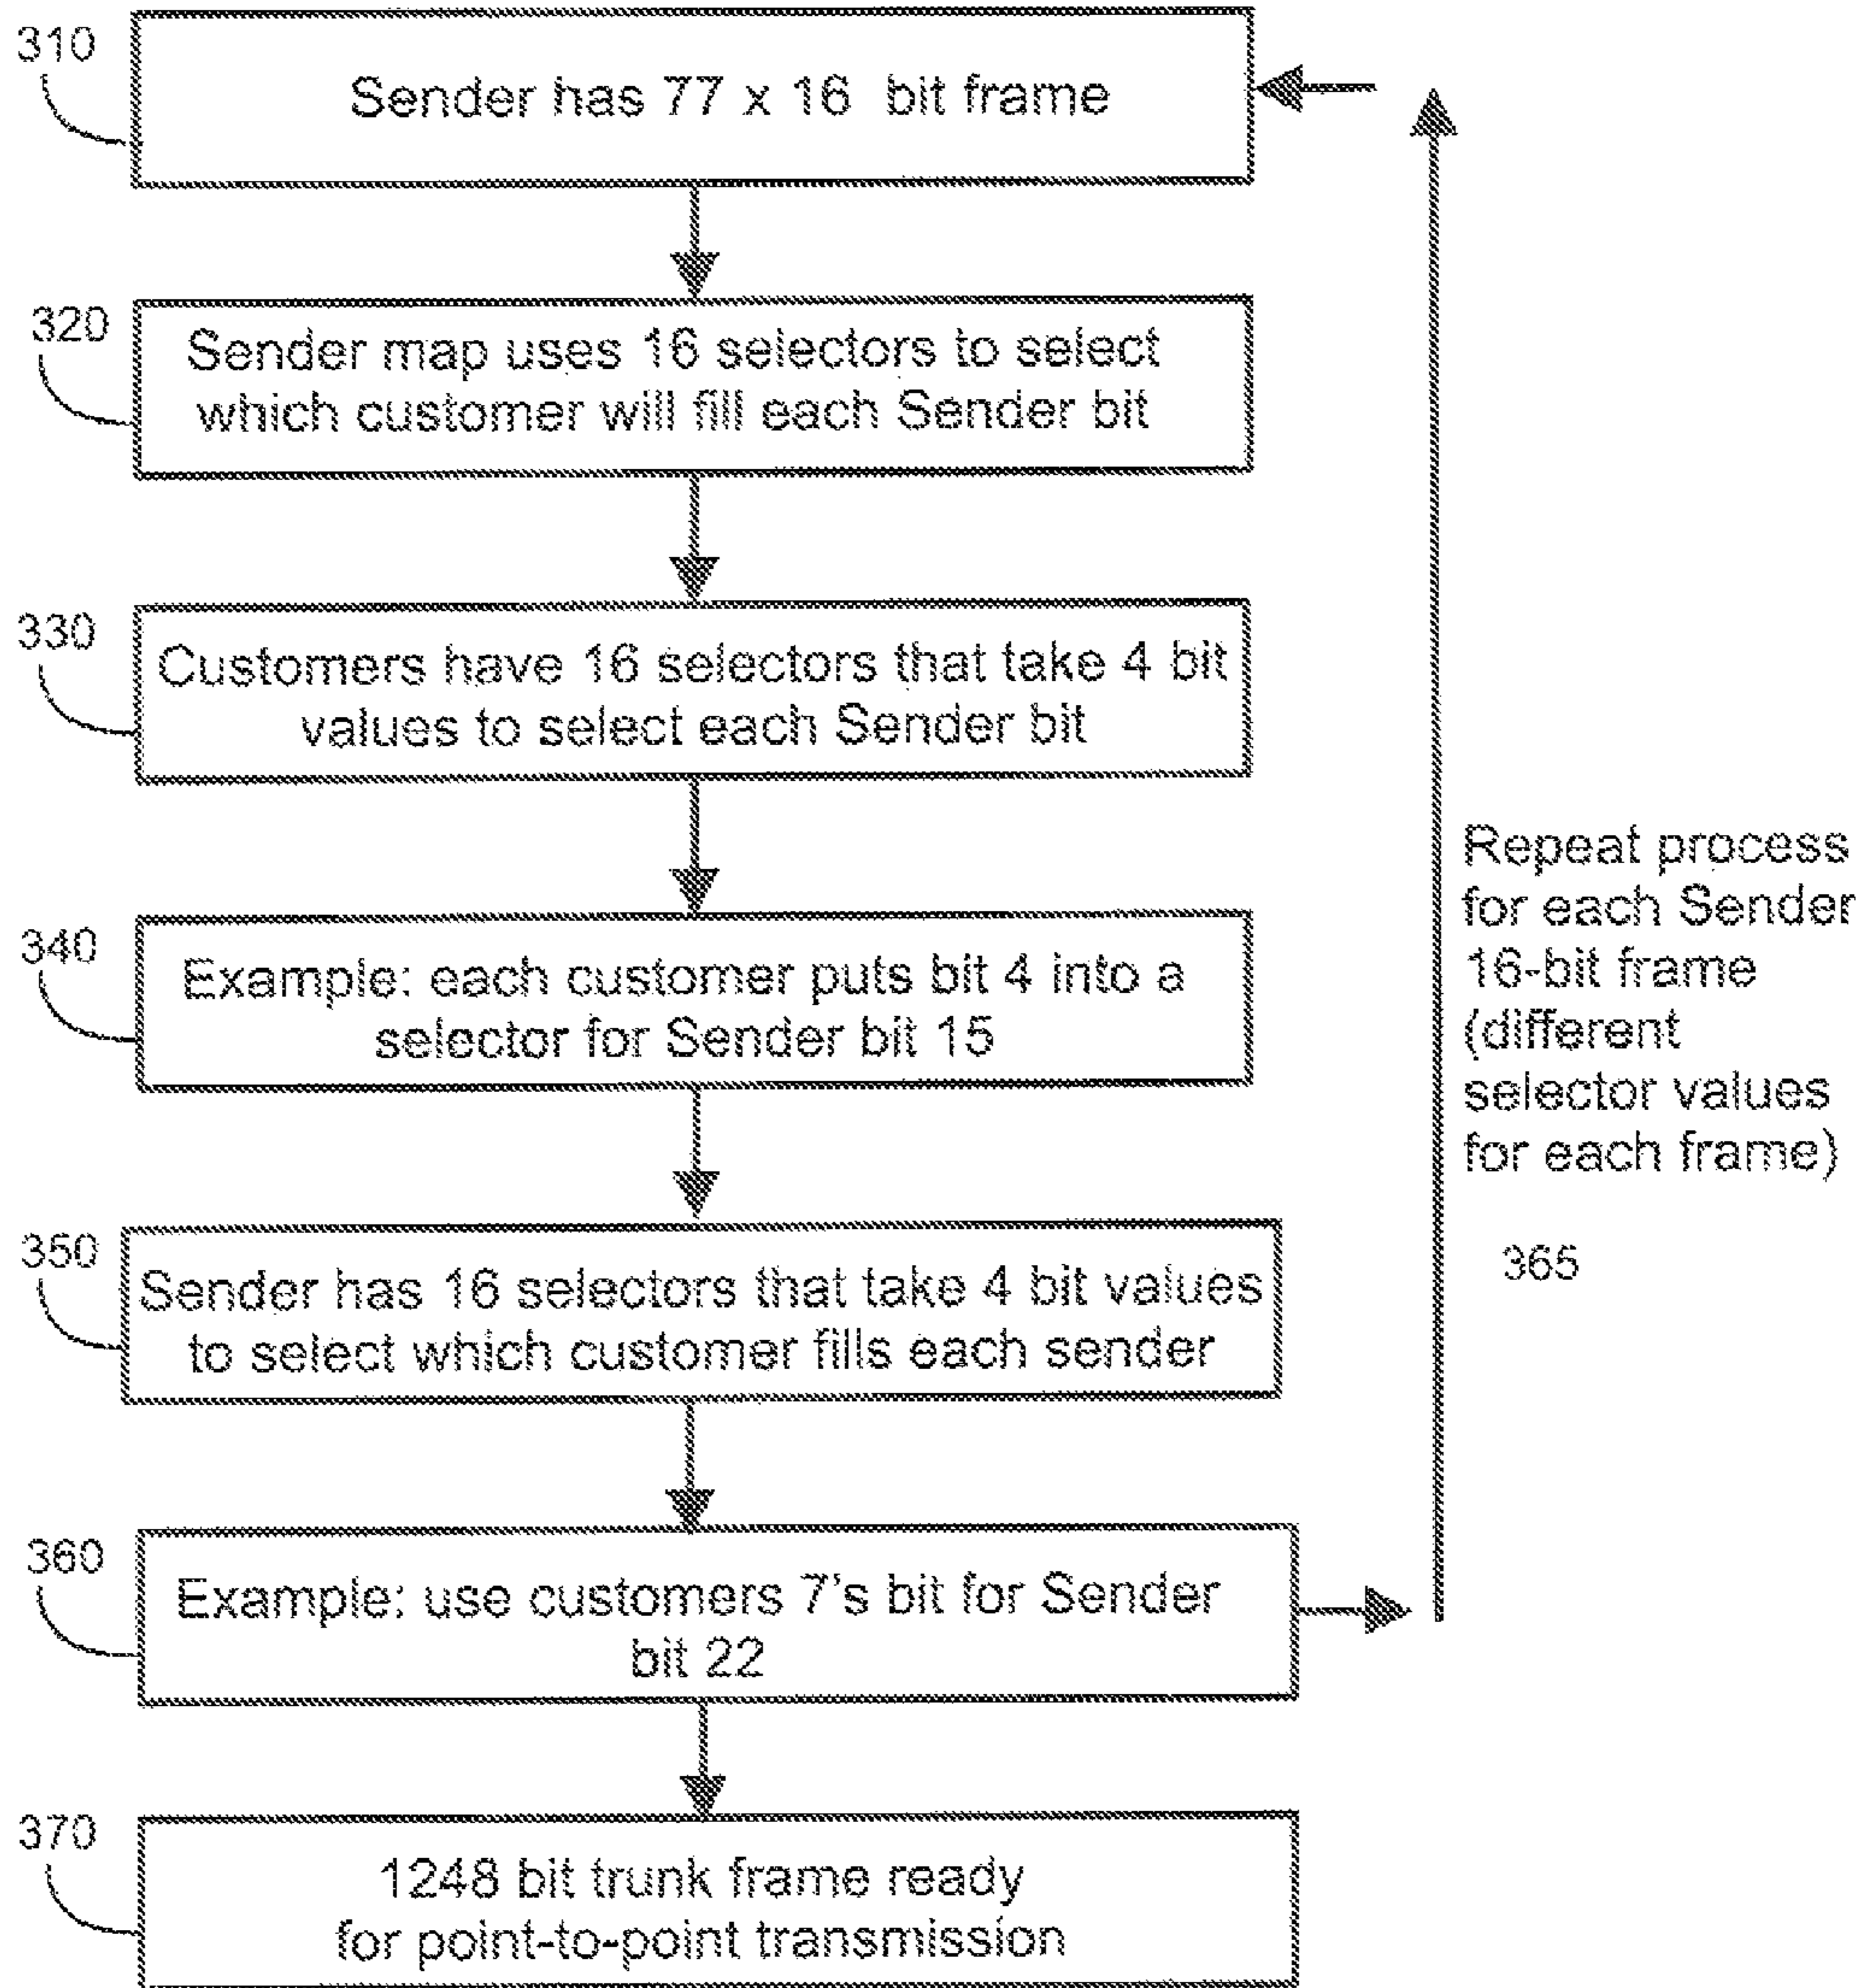 310
Sender has 77 x 16 bit frame
320
Sender map uses 16 selectors to select
which customer will fill each Sender bit
330
Customers have 16 selectors that take 4 bit
values to select each Sender bit
340
Example: each customer puts bit 4 into a
selector for Sender bit 15
350
Sender has 16 selectors that take 4 bit values
to select which customer fills each sender
360
Example: use customers 7's bit for Sender
bit 22
370
1248 bit trunk frame ready
for point-to-point transmission
Repeat process
for each Sender
16-bit frame
(different
selector values
for each frame)
365